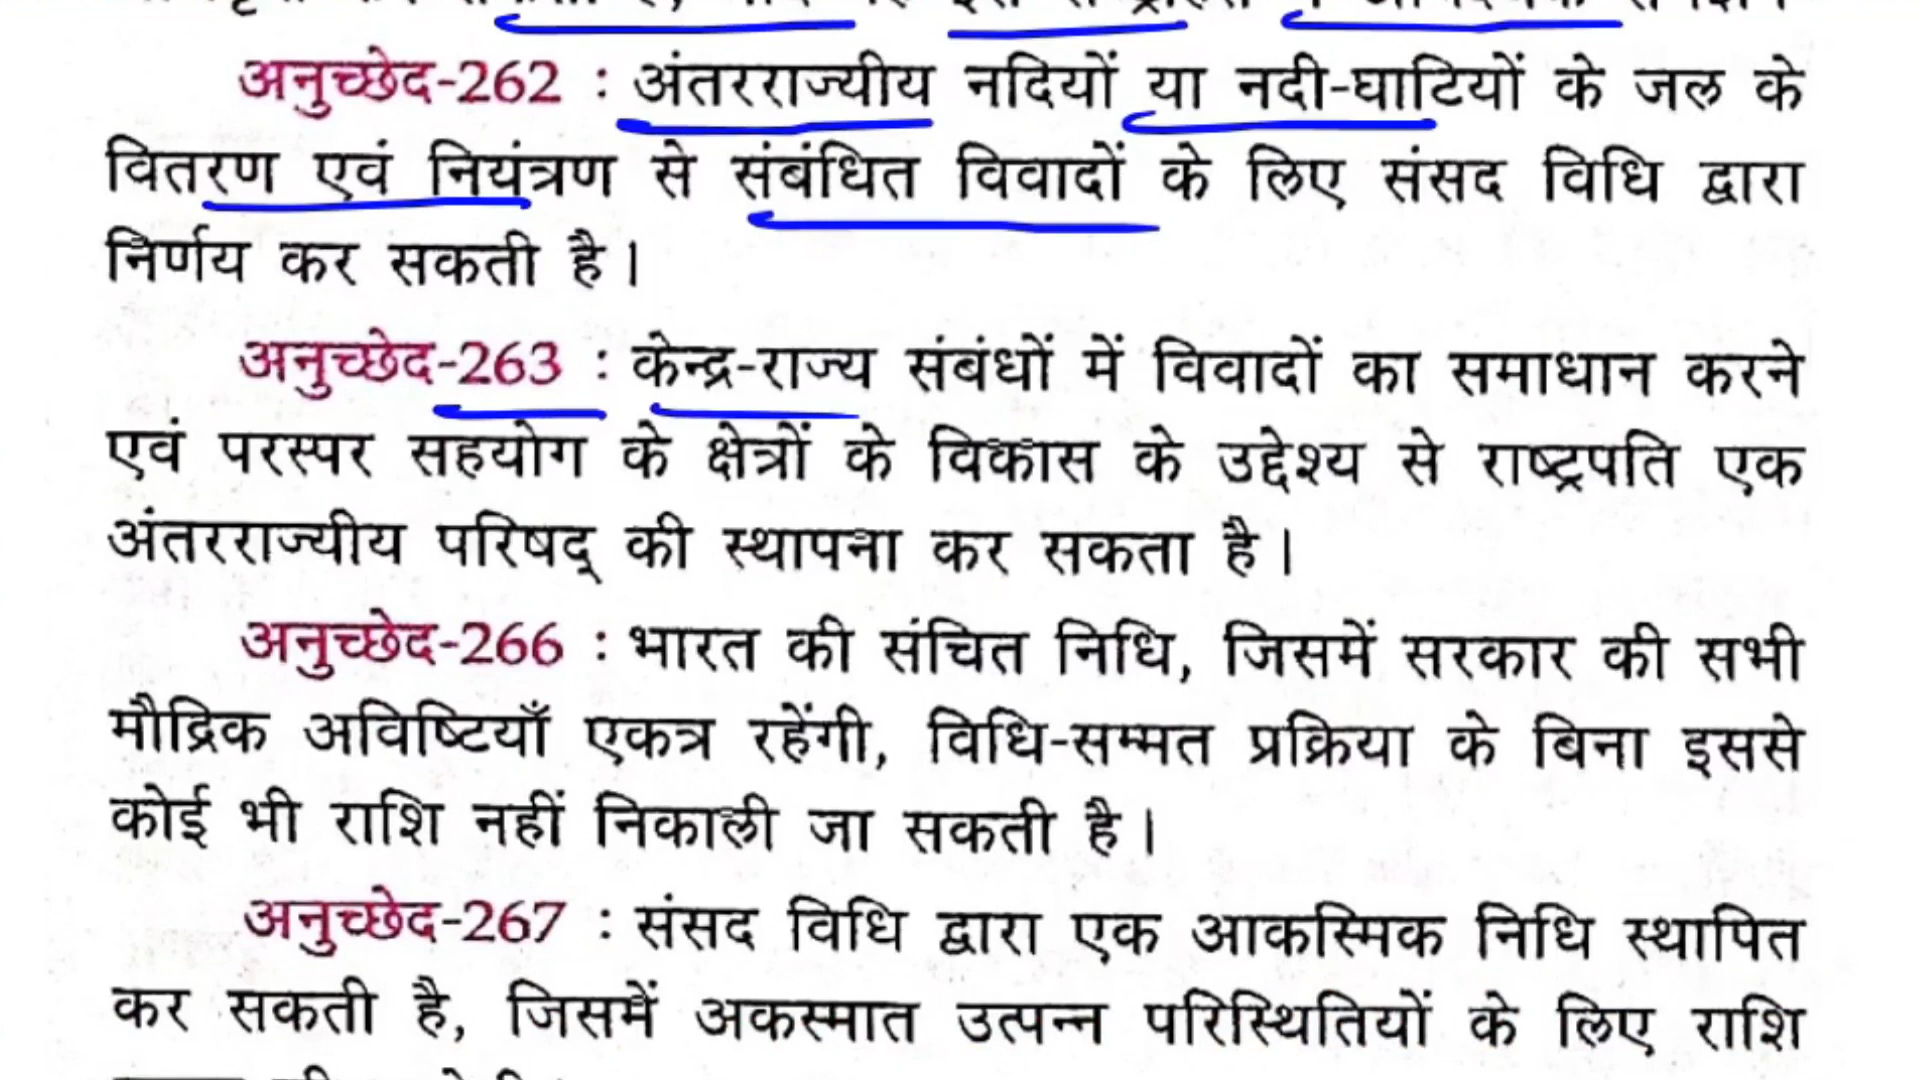 अनुच्छेद-262 : अंतरराज्यीय नदियों या नदी-घाटियों के जल के
वितरण एवं नियंत्रण से संबंधित विवादों के लिए संसद विधि द्वारा
निर्णय कर सकती है।
अनुच्छेद-263 : केन्द्र-राज्य संबंधों में विवादों का समाधान करने
एवं परस्पर सहयोग के क्षेत्रों के विकास के उद्देश्य से राष्ट्रपति एक
अंतरराज्यीय परिषद् की स्थापना कर सकता है।
अनुच्छेद-266 : भारत की संचित निधि, जिसमें सरकार की सभी
मौद्रिक अविष्टियाँ एकत्र रहेंगी, विधि-सम्मत प्रक्रिया के बिना इससे
कोई भी राशि नहीं निकाली जा सकती है।
अनुच्छेद-267 : संसद विधि द्वारा एक आकस्मिक निधि स्थापित
कर सकती है, जिसमें अकस्मात उत्पन्न परिस्थितियों के लिए राशि